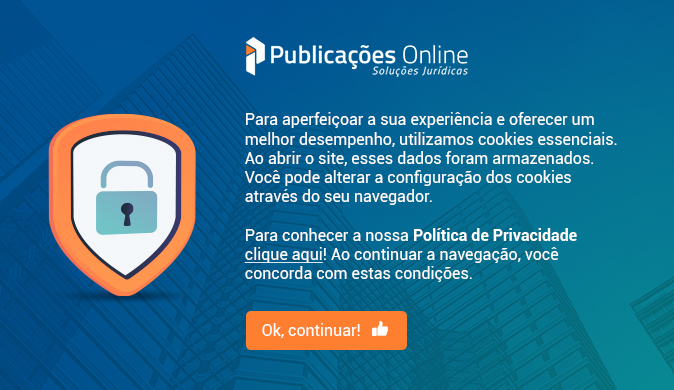 Publicações Online
Soluções Jurídicas
Para aperfeiçoar a sua experiência e oferecer um
melhor desempenho, utilizamos cookies essenciais.
Ao abrir o site, esses dados foram armazenados.
Você pode alterar a configuração dos cookies
através do seu navegador.
Para conhecer a nossa Política de Privacidade
clique aqui! Ao continuar a navegação, você
concorda com estas condições.
Ok, continuar!